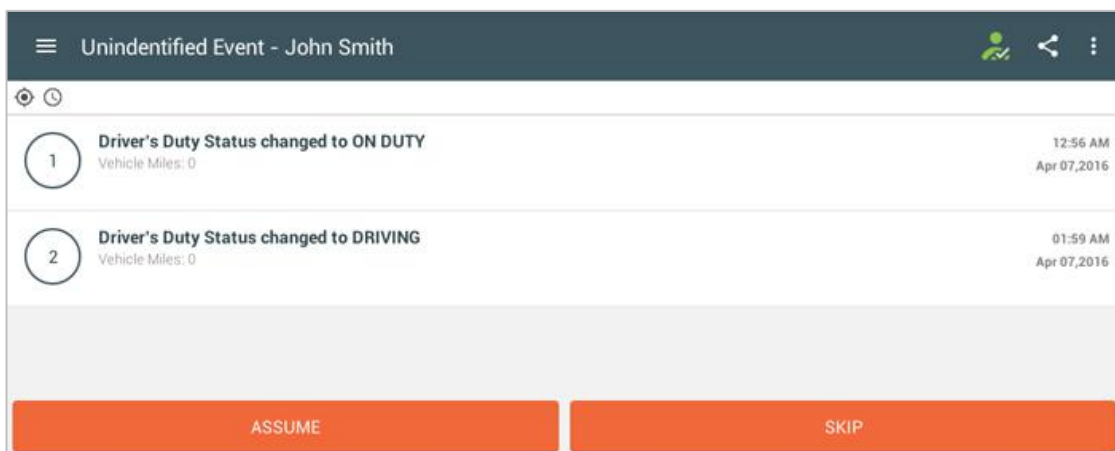 Unindentified Event - John Smith
1
Driver's Duty Status changed to ON DUTY
Vehicle Miles: 0
12:56 AM
Apr 07,2016
2
Driver's Duty Status changed to DRIVING
Vehicle Miles: 0
01:59 AM
Apr 07,2016
ASSUME
SKIP